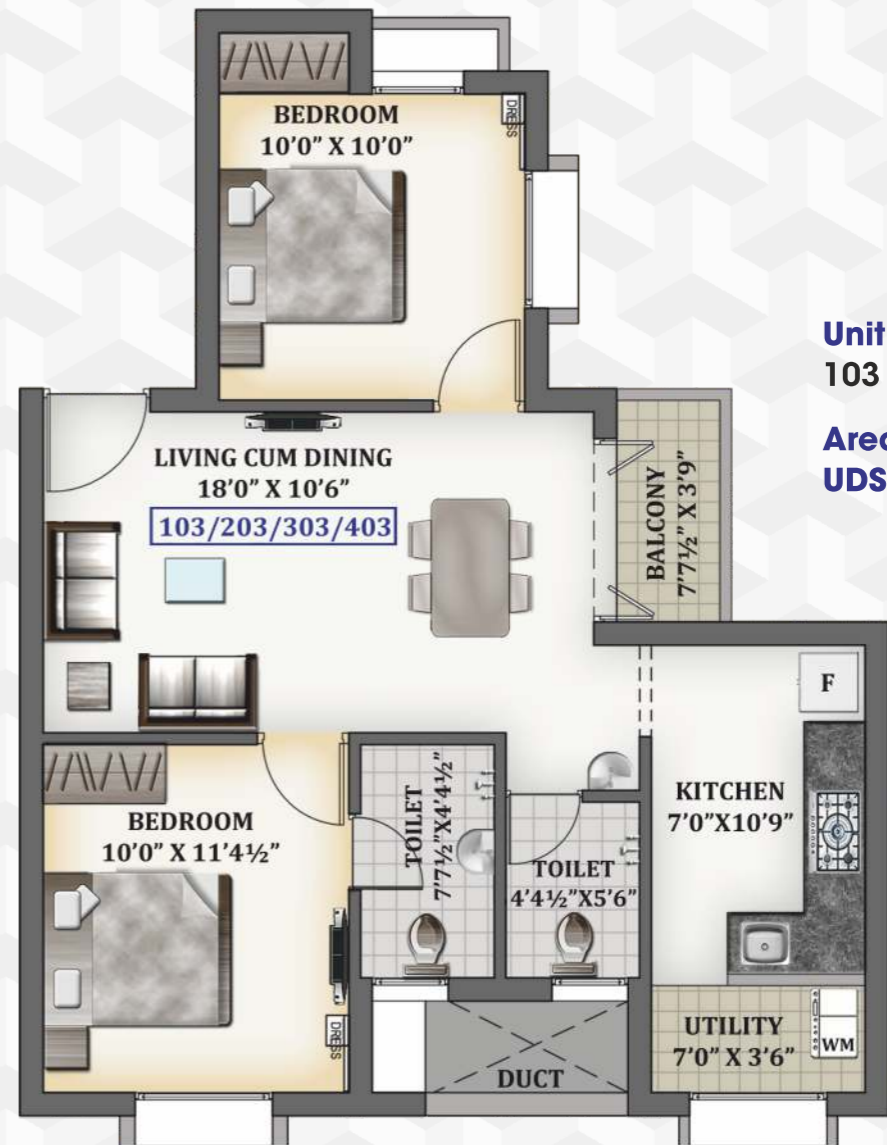 BEDROOM
10’0” X 10’0”
DRESS
Unit
103
LIVING CUM DINING
18’0” X 10’6”
103/203/303/403
BALCONY
7’7½” X 3’9”
UDS
F
BEDROOM
10’0” X 11’4½”
TOILET
7’7½”X4’4½”
TOILET
4’4½”X5’6”
KITCHEN
7’0”X10’9”
DRESS
DUCT
UTILITY
7’0” X 3’6”
WM